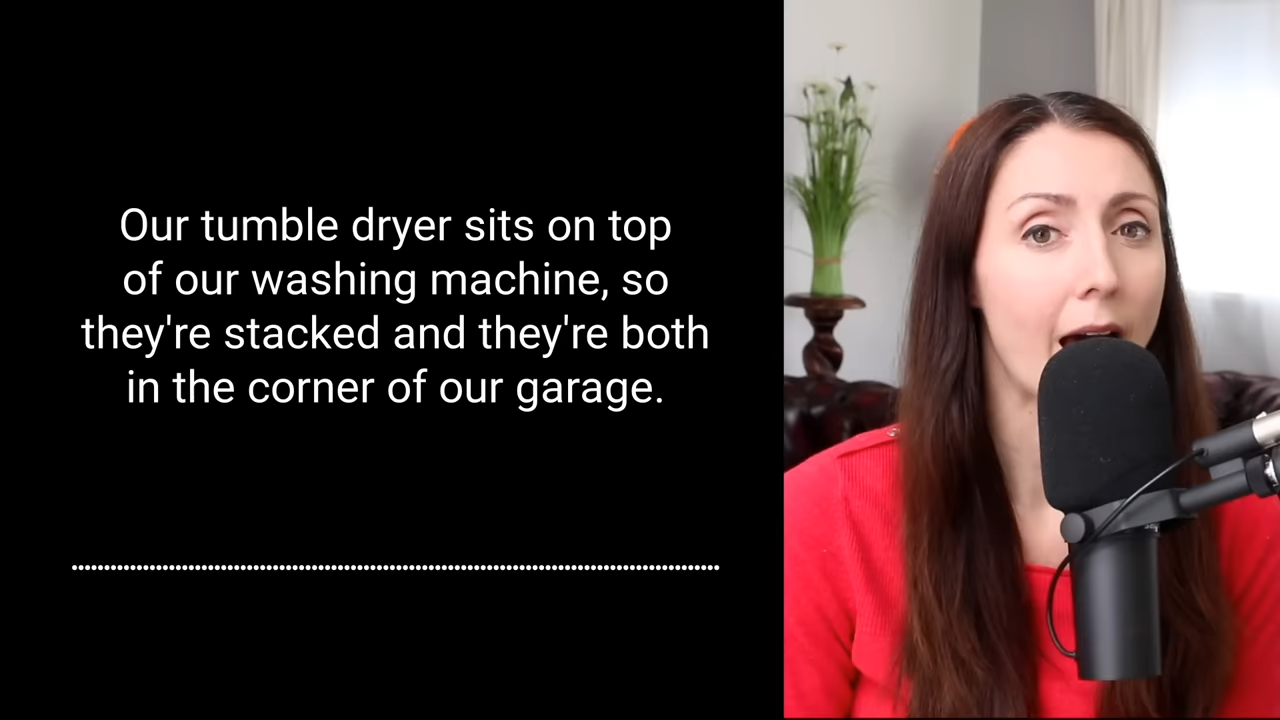 Our tumble dryer sits on top
of our washing machine, so
they're stacked and they're both
in the corner of our garage.